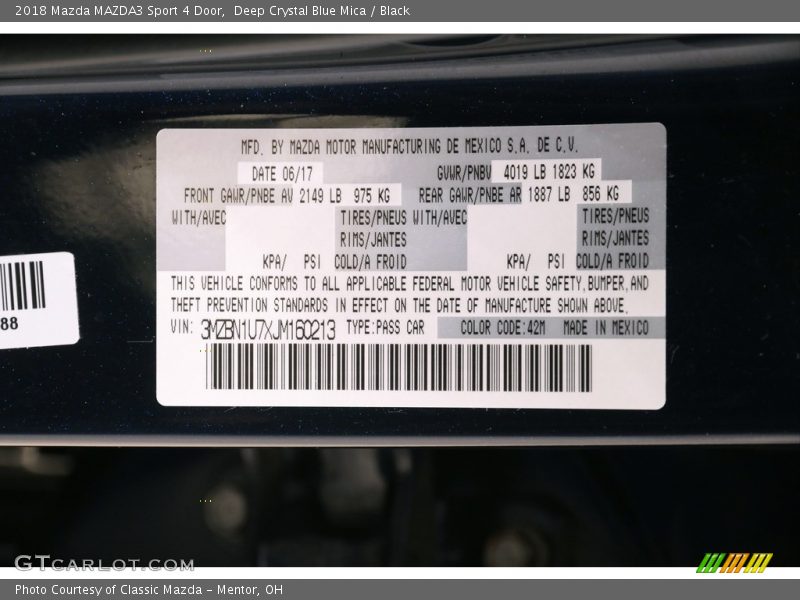 2018 Mazda MAZDA3 Sport 4 Door,  Deep Crystal Blue Mica / Black
MFD. BY MAZDA MOTOR MANUFACTURING DE MEXICO S.A. DE C.V.
DATE 06/17 GVWR/PNBV 4019 LB 1823 KG
FRONT GAWR/PNBE AV 2149 LB 975 KG REAR GAWR/PNBE AR 1887 LB 856 KG
WITH/AVEC TIRES/PNEUS WITH/AVEC TIRES/PNEUS
RIMS/JANTES RIMS/JANTES
KPA/ PSI COLD/A FROID KPA/ PSI COLD/A FROID
THIS VEHICLE CONFORMS TO ALL APPLICABLE FEDERAL MOTOR VEHICLE SAFETY,BUMPER,AND
THEFT PREVENTION STANDARDS IN EFFECT ON THE DATE OF MANUFACTURE SHOWN ABOVE.
VIN: 3MZBN1U7XJM160213 TYPE:PASS CAR COLOR CODE:42M MADE IN MEXICO
88
GTCARLOT.COM
Photo Courtesy of Classic Mazda - Mentor, OH